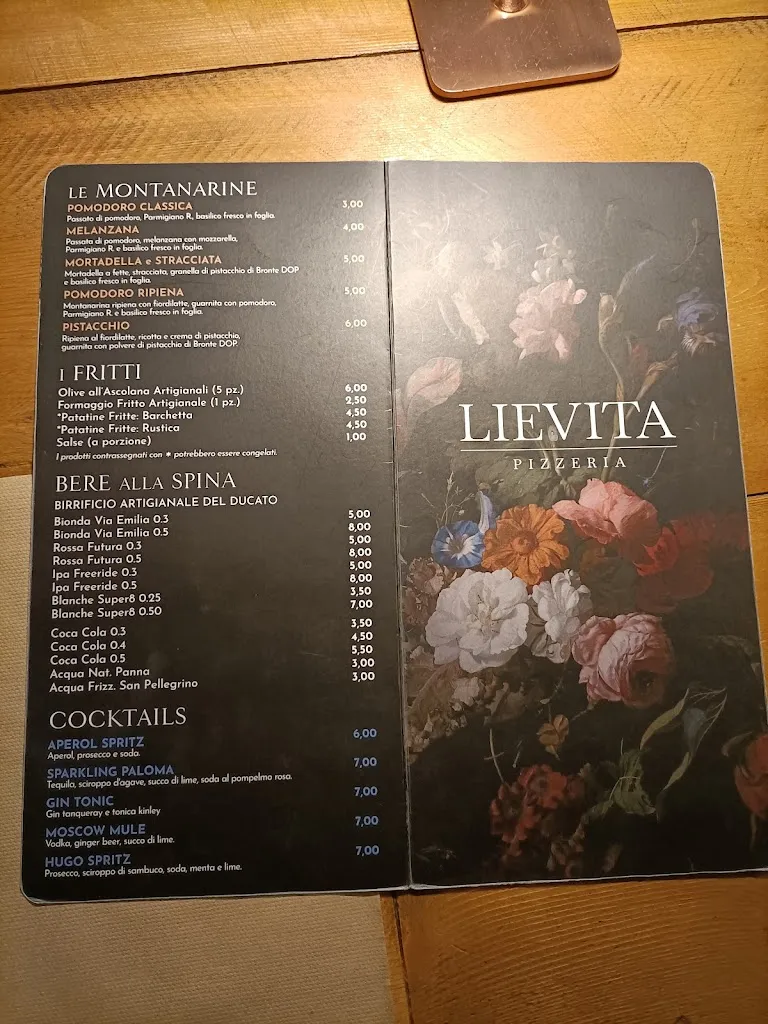 LE MONTANARINE
POMODORO CLASSICA 3,00
Passata di pomodoro, Parmigiano R, basilico fresco in foglia.
MELANZANA 4,00
Passata di pomodoro, melanzana con mozzarella,
Parmigiano R. e basilico fresco in foglia.
MORTADELLA e STRACCIATA 5,00
Mortadella a fette, stracciata, granella di pistacchio di Bronte DOP
e basilico fresco in foglia.
POMODORO RIPIENA 5,00
Montanarina ripiena con fiordilatte, guarnita con pomodoro,
Parmigiano R. e basilico fresco in foglia.
PISTACCHIO 6,00
Ripiena al fiordilatte, ricotta e crema di pistacchio,
guarnita con polvere di pistacchio di Bronte DOP.
I FRITTI
Olive all'Ascolana Artigianali (5 pz.) 6,00
Formaggio Fritto Artigianale (1 pz.) 2,50
*Patatine Fritte: Barchetta 4,50
*Patatine Fritte: Rustica 4,50
Salse (a porzione) 1,00
I prodotti contrassegnati con * potrebbero essere congelati.
BERE ALLA SPINA
BIRRIFICIO ARTIGIANALE DEL DUCATO
Bionda Via Emilia 0.3 5,00
Bionda Via Emilia 0.5 8,00
Rossa Futura 0.3 5,00
Rossa Futura 0.5 8,00
Ipa Freeride 0.3 5,00
Ipa Freeride 0.5 8,00
Blanche Super8 0.25 3,50
Blanche Super8 0.50 7,00
Coca Cola 0.3 3,50
Coca Cola 0.4 4,50
Coca Cola 0.5 5,50
Acqua Nat. Panna 3,00
Acqua Frizz. San Pellegrino 3,00
COCKTAILS
APEROL SPRITZ 6,00
Aperol, prosecco e soda.
SPARKLING PALOMA 7,00
Tequila, sciroppo d'agave, succo di lime, soda al pompelmo rosa.
GIN TONIC 7,00
Gin tanqueray e tonica kinley
MOSCOW MULE 7,00
Vodka, ginger beer, succo di lime.
HUGO SPRITZ 7,00
Prosecco, sciroppo di sambuco, soda, menta e lime.
LIEVITA
PIZZERIA